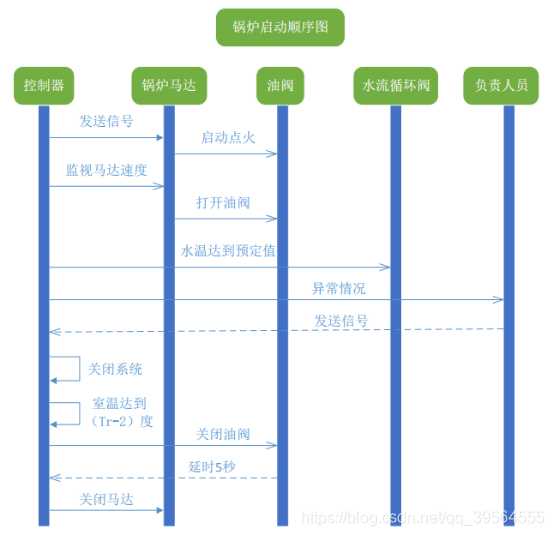 锅炉启动顺序图
控制器
锅炉马达
油阀
水流循环阀
负责人员
发送信号
启动点火
监视马达速度
打开油阀
水温达到预定值
异常情况
发送信号
关闭系统
室温达到
（Tr-2）度
关闭油阀
延时5秒
关闭马达
https://blog.csdn.net/qq_39564555